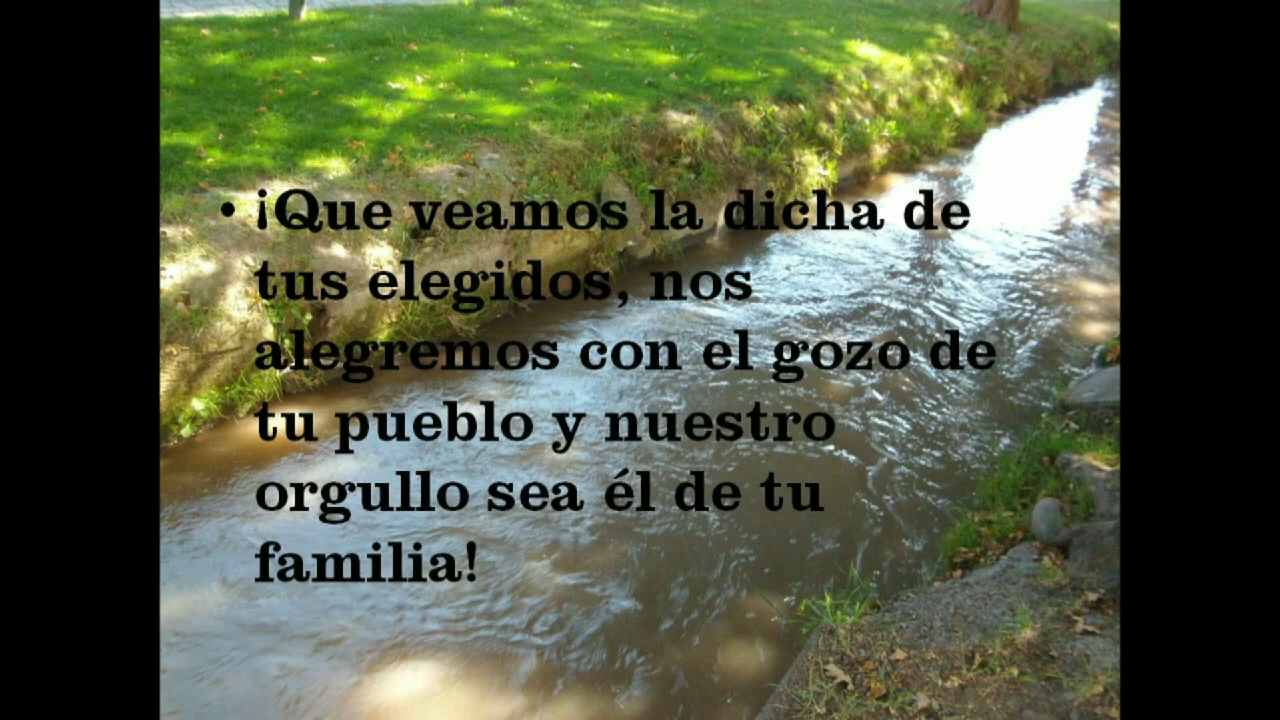 • ¡Que veamos la dicha de
tus elegidos, nos
alegremos con el gozo de
tu pueblo y nuestro
orgullo sea él de tu
familia!